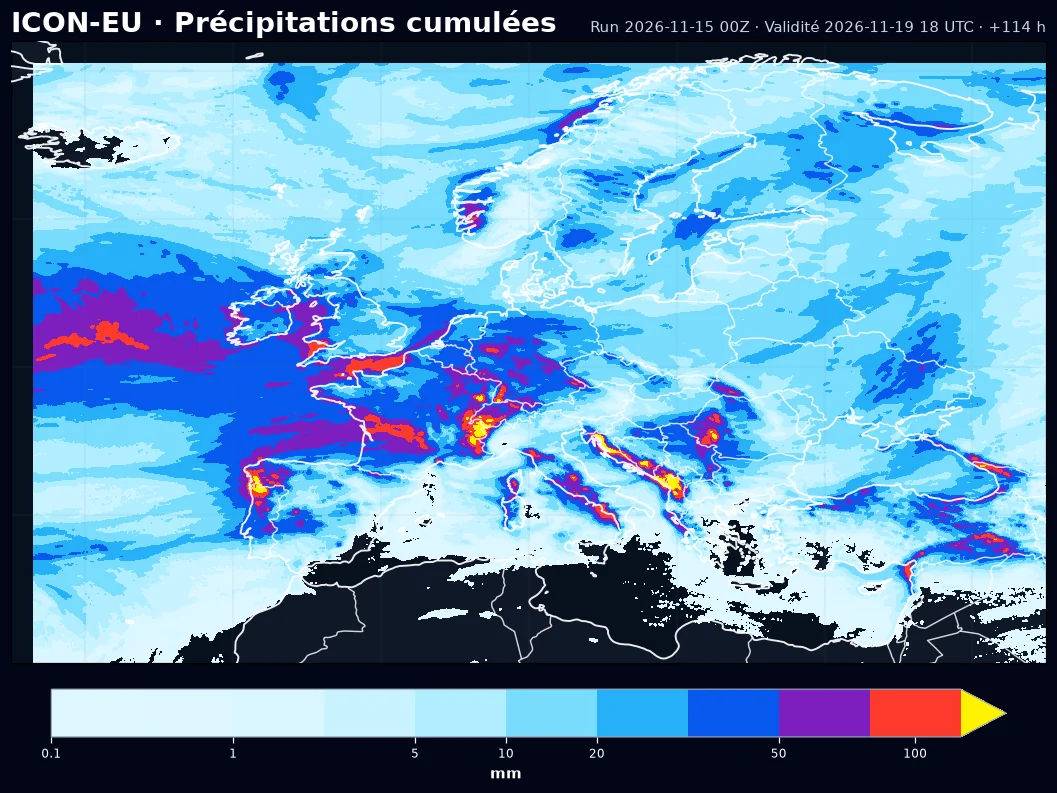 ICON-EU · Précipitations cumulées
Run 2026-11-15 00Z · Validité 2026-11-19 18 UTC · +114 h
0.1 1 5 10 20 50 100
mm